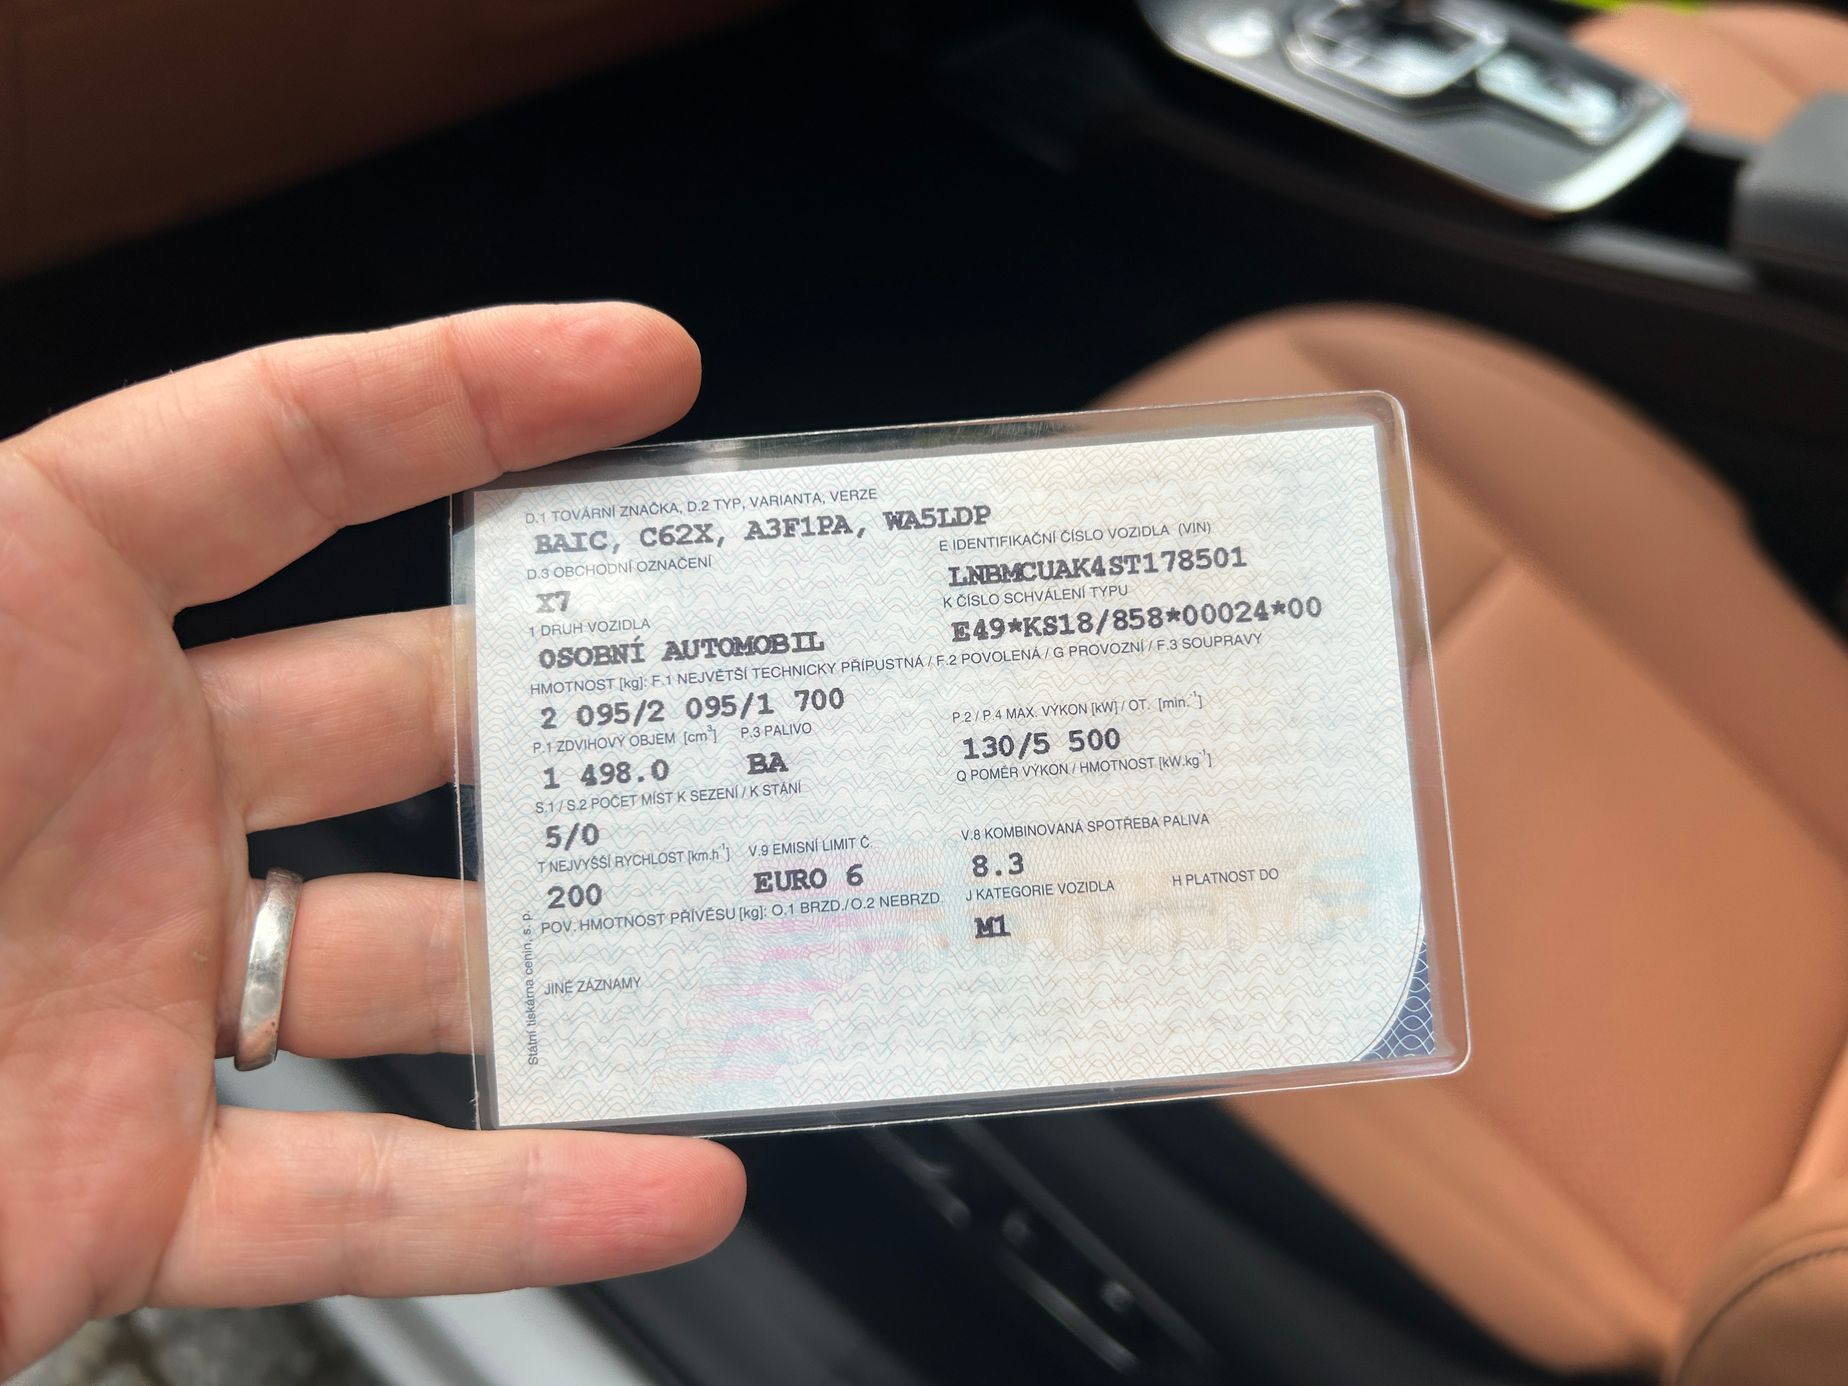 D.1 TOVÁRNÍ ZNAČKA, D.2 TYP, VARIANTA, VERZE
BAIC, C62X, A3F1PA, WA5LDP
D.3 OBCHODNÍ OZNAČENÍ
E IDENTIFIKAČNÍ ČÍSLO VOZIDLA (VIN)
X7
LNBMCUAK4ST178501
1 DRUH VOZIDLA
K ČÍSLO SCHVÁLENÍ TYPU
OSOBNÍ AUTOMOBIL
E49*KS18/858*00024*00
HMOTNOST [kg]: F.1 NEJVĚTŠÍ TECHNICKY PŘÍPUSTNÁ / F.2 POVOLENÁ / G PROVOZNÍ / F.3 SOUPRAVY
2 095/2 095/1 700
P.1 ZDVIHOVÝ OBJEM [cm³] P.3 PALIVO
P.2 / P.4 MAX. VÝKON [kW] / OT. [min.⁻¹]
1 498.0 BA
130/5 500
S.1 / S.2 POČET MÍST K SEZENÍ / K STÁNÍ
Q POMĚR VÝKON / HMOTNOST [kW.kg⁻¹]
5/0
T NEJVYŠŠÍ RYCHLOST [km.h⁻¹] V.9 EMISNÍ LIMIT Č.
V.8 KOMBINOVANÁ SPOTŘEBA PALIVA
200 EURO 6
8.3
POV. HMOTNOST PŘÍVĚSU [kg]: O.1 BRZD./O.2 NEBRZD.
J KATEGORIE VOZIDLA H PLATNOST DO
M1
JINÉ ZÁZNAMY
Státní tiskárna cenin, s. p.